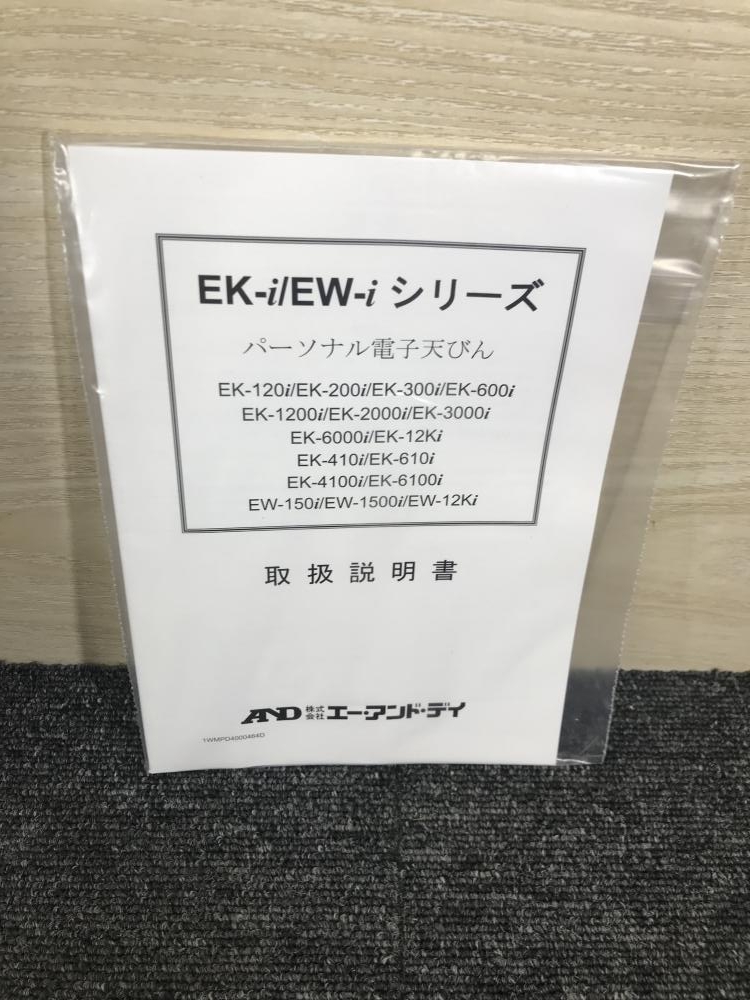 EK-i/EW-i シリーズ
パーソナル電子天びん
EK-120i/EK-200i/EK-300i/EK-600i
EK-1200i/EK-2000i/EK-3000i
EK-6000i/EK-12Ki
EK-410i/EK-610i
EK-4100i/EK-6100i
EW-150i/EW-1500i/EW-12Ki
取扱説明書
AND 株式会社 エー・アンド・デイ
1WMPD4000464D